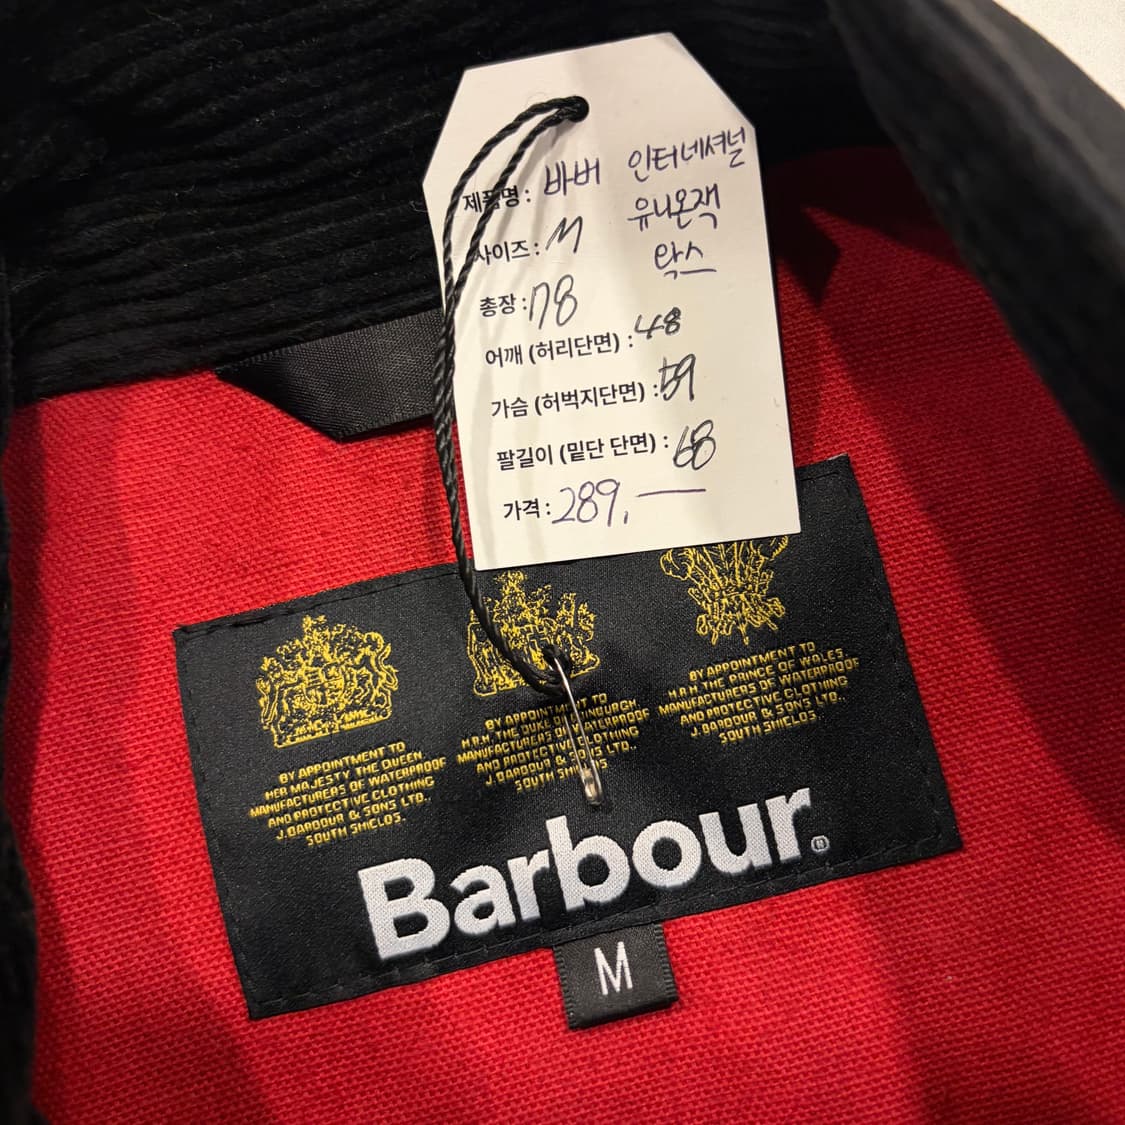 제품명: 바버 인터네셔널
유니온잭
왁스
사이즈: M
총장: 78
어깨 (허리단면) : 48
가슴 (허벅지단면) : 59
팔길이 (밑단 단면) : 68
가격: 289,—
BY APPOINTMENT TO
HER MAJESTY THE QUEEN
MANUFACTURERS OF WATERPROOF
AND PROTECTIVE CLOTHING
J.BARBOUR & SONS LTD.,
SOUTH SHIELDS.
BY APPOINTMENT TO
H.R.H. THE DUKE OF EDINBURGH
MANUFACTURERS OF WATERPROOF
AND PROTECTIVE CLOTHING
J.BARBOUR & SONS LTD.,
SOUTH SHIELDS
BY APPOINTMENT TO
H.R.H. THE PRINCE OF WALES
MANUFACTURERS OF WATERPROOF
AND PROTECTIVE CLOTHING
J.BARBOUR & SONS LTD.,
SOUTH SHIELDS.
Barbour.®
M